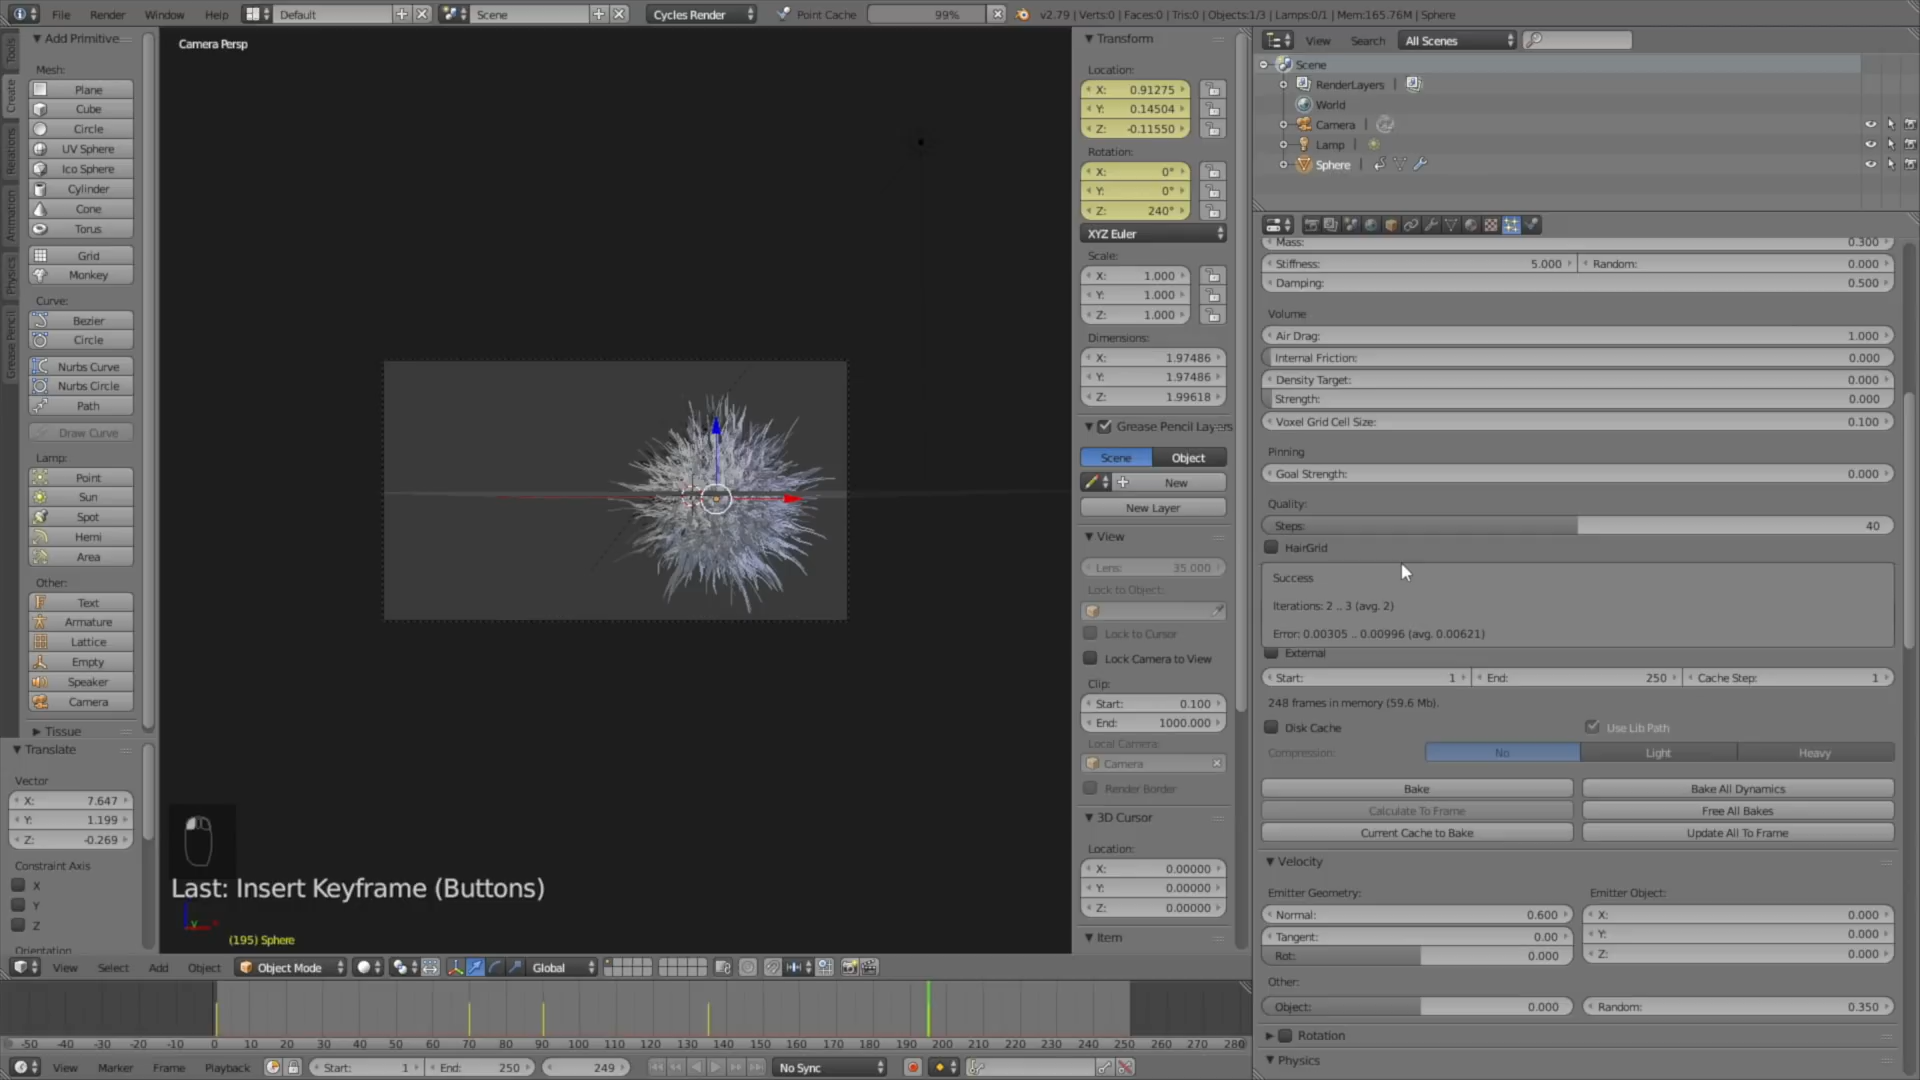 File Render Window Help Default Scene Cycles Render Point Cache 99% v2.79 | Verts:0 | Faces:0 | Tris:0 | Objects:1/3 | Lamps:0/1 | Mem:165.76M | Sphere
Tools
Create
Relations
Animation
Physics
Grease Pencil
Add Primitive
Mesh:
Plane
Cube
Circle
UV Sphere
Ico Sphere
Cylinder
Cone
Torus
Grid
Monkey
Curve:
Bezier
Circle
Nurbs Curve
Nurbs Circle
Path
Draw Curve
Lamp:
Point
Sun
Spot
Hemi
Area
Other:
Text
Armature
Lattice
Empty
Speaker
Camera
Tissue
Translate
Vector
X: 7.647
Y: 1.199
Z: -0.269
Constraint Axis
X
Y
Z
Orientation
Camera Persp
Last: Insert Keyframe (Buttons)
(195) Sphere
Transform
Location:
X: 0.91275
Y: 0.14504
Z: -0.11550
Rotation:
X: 0°
Y: 0°
Z: 240°
XYZ Euler
Scale:
X: 1.000
Y: 1.000
Z: 1.000
Dimensions:
X: 1.97486
Y: 1.97486
Z: 1.99618
Grease Pencil Layers
Scene Object
New
New Layer
View
Lens: 35.000
Lock to Object:
Lock to Cursor
Lock Camera to View
Clip:
Start: 0.100
End: 1000.000
Local Camera:
Camera
Render Border
3D Cursor
Location:
X: 0.00000
Y: 0.00000
Z: 0.00000
Item
View Search All Scenes
Scene
RenderLayers
World
Camera
Lamp
Sphere
Mass: 0.300
Stiffness: 5.000 Random: 0.000
Damping: 0.500
Volume
Air Drag: 1.000
Internal Friction: 0.000
Density Target: 0.000
Strength: 0.000
Voxel Grid Cell Size: 0.100
Pinning
Goal Strength: 0.000
Quality:
Steps: 40
HairGrid
Success
Iterations: 2 .. 3 (avg. 2)
Error: 0.00305 .. 0.00996 (avg. 0.00621)
External
Start: 1 End: 250 Cache Step: 1
248 frames in memory (59.6 Mb).
Disk Cache Use Lib Path
Compression: No Light Heavy
Bake Bake All Dynamics
Calculate To Frame Free All Bakes
Current Cache to Bake Update All To Frame
Velocity
Emitter Geometry: Emitter Object:
Normal: 0.600 X: 0.000
Tangent: 0.00 Y: 0.000
Rot: 0.000 Z: 0.000
Other:
Object: 0.000 Random: 0.350
Rotation
Physics
View Select Add Object Object Mode Global
-50 -40 -30 -20 -10 0 10 20 30 40 50 60 70 80 90 100 110 120 130 140 150 160 170 180 190 200 210 220 230 240 250 260 270 280
View Marker Frame Playback Start: 1 End: 250 249 No Sync